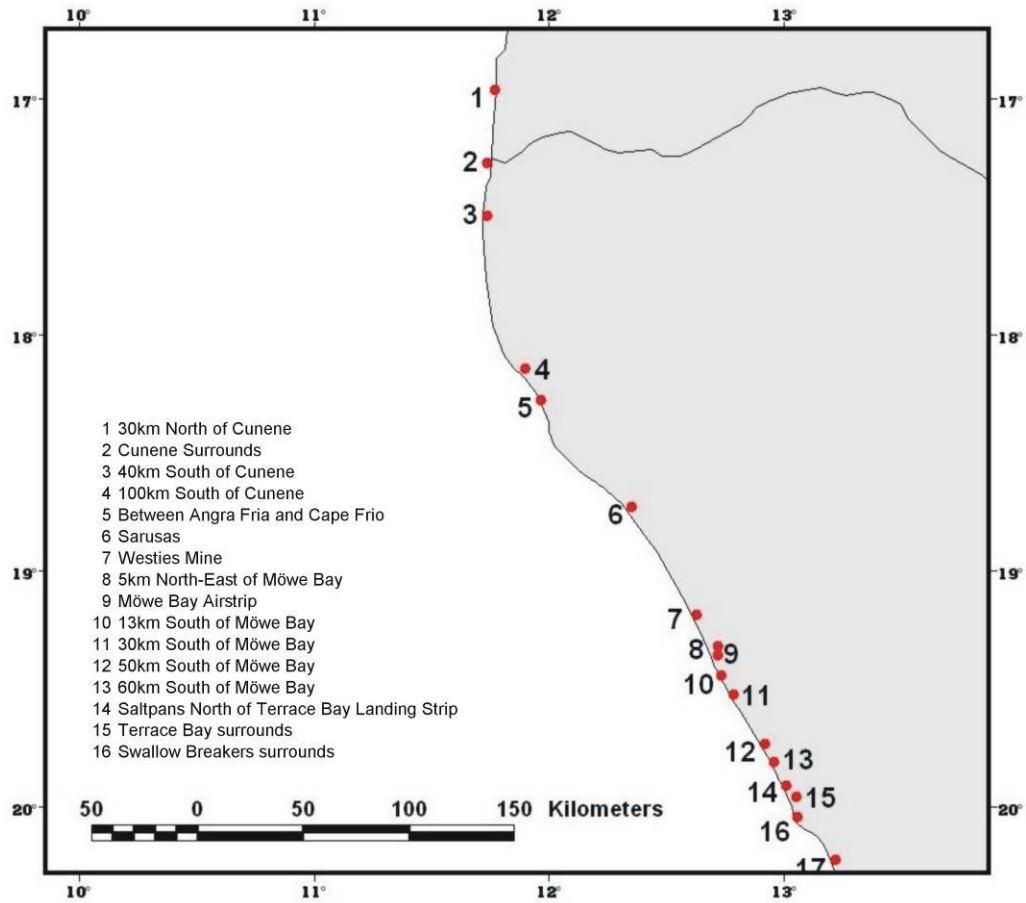 10° 11° 12° 13°
17° 17°
18° 18°
19° 19°
20° 20°
1
2
3
4
5
6
7
8 9
10
11
12
13
14
15
16
17
1 30km North of Cunene
2 Cunene Surrounds
3 40km South of Cunene
4 100km South of Cunene
5 Between Angra Fria and Cape Frio
6 Sarusas
7 Westies Mine
8 5km North-East of Möwe Bay
9 Möwe Bay Airstrip
10 13km South of Möwe Bay
11 30km South of Möwe Bay
12 50km South of Möwe Bay
13 60km South of Möwe Bay
14 Saltpans North of Terrace Bay Landing Strip
15 Terrace Bay surrounds
16 Swallow Breakers surrounds
50 0 50 100 150 Kilometers
10° 11° 12° 13°